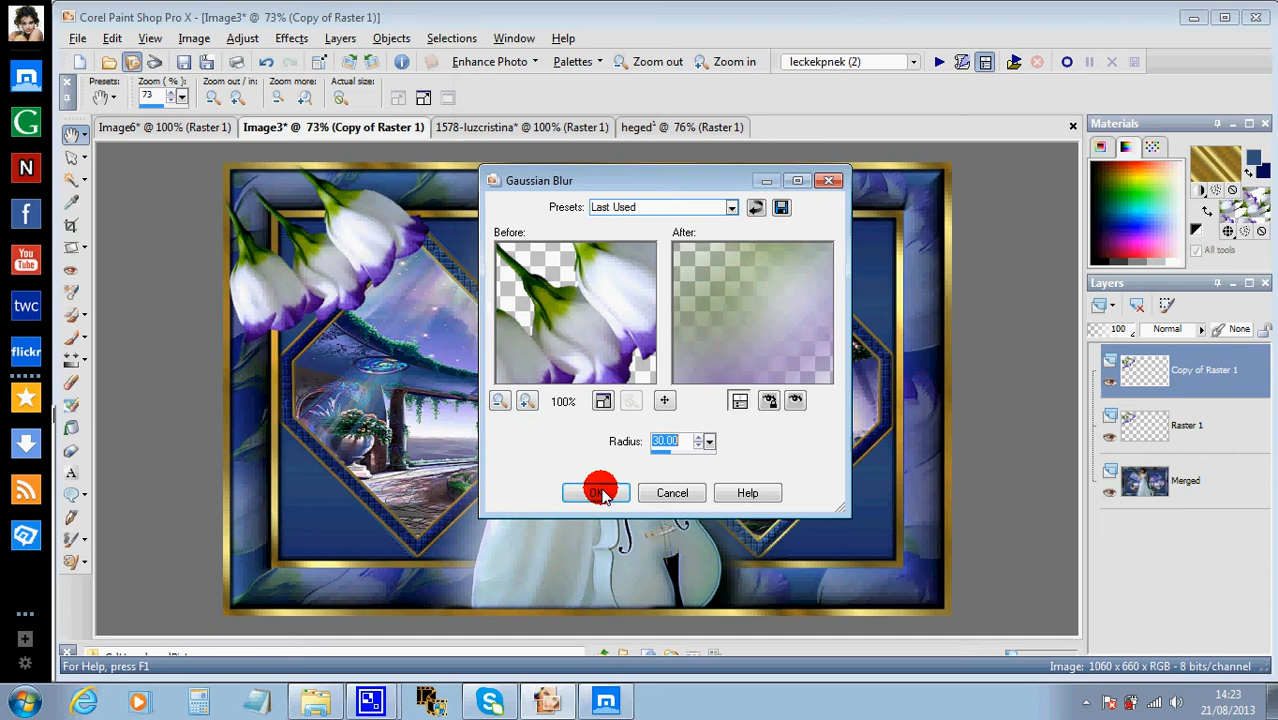 Corel Paint Shop Pro X - [Image3* @ 73% (Copy of Raster 1)]
File Edit View Image Adjust Effects Layers Objects Selections Window Help
Enhance Photo Palettes Zoom out Zoom in leckekpnek (2)
Presets: Zoom ( % ): Zoom out / in: Zoom more: Actual size:
73
Image6* @ 100% (Raster 1) Image3* @ 73% (Copy of Raster 1) 1578-luzcristina* @ 100% (Raster 1) heged¹ @ 76% (Raster 1)
Materials
All tools
Layers
100 Normal None
Copy of Raster 1
Raster 1
Merged
Gaussian Blur
Presets: Last Used
Before: After:
100%
Radius: 30.00
OK Cancel Help
G
N
f
You
Tube
twc
flickr
A
For Help, press F1 Image: 1060 x 660 x RGB - 8 bits/channel
14:23
21/08/2013